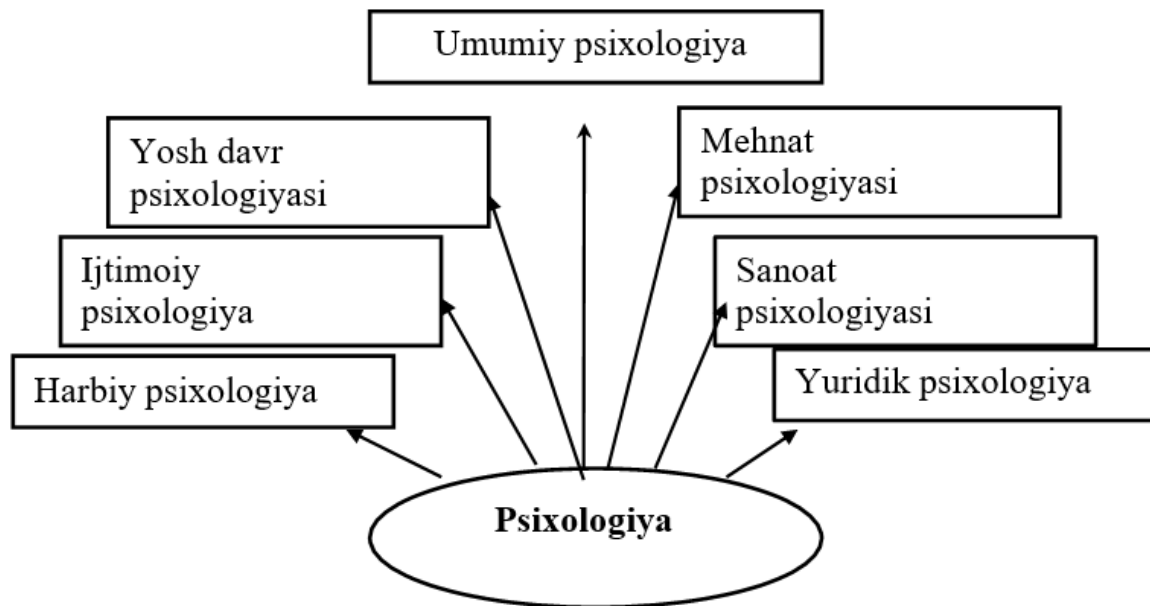 Umumiy psixologiya
Yosh davr
psixologiyasi
Mehnat
psixologiyasi
Ijtimoiy
psixologiya
Sanoat
psixologiyasi
Harbiy psixologiya
Yuridik psixologiya
Psixologiya